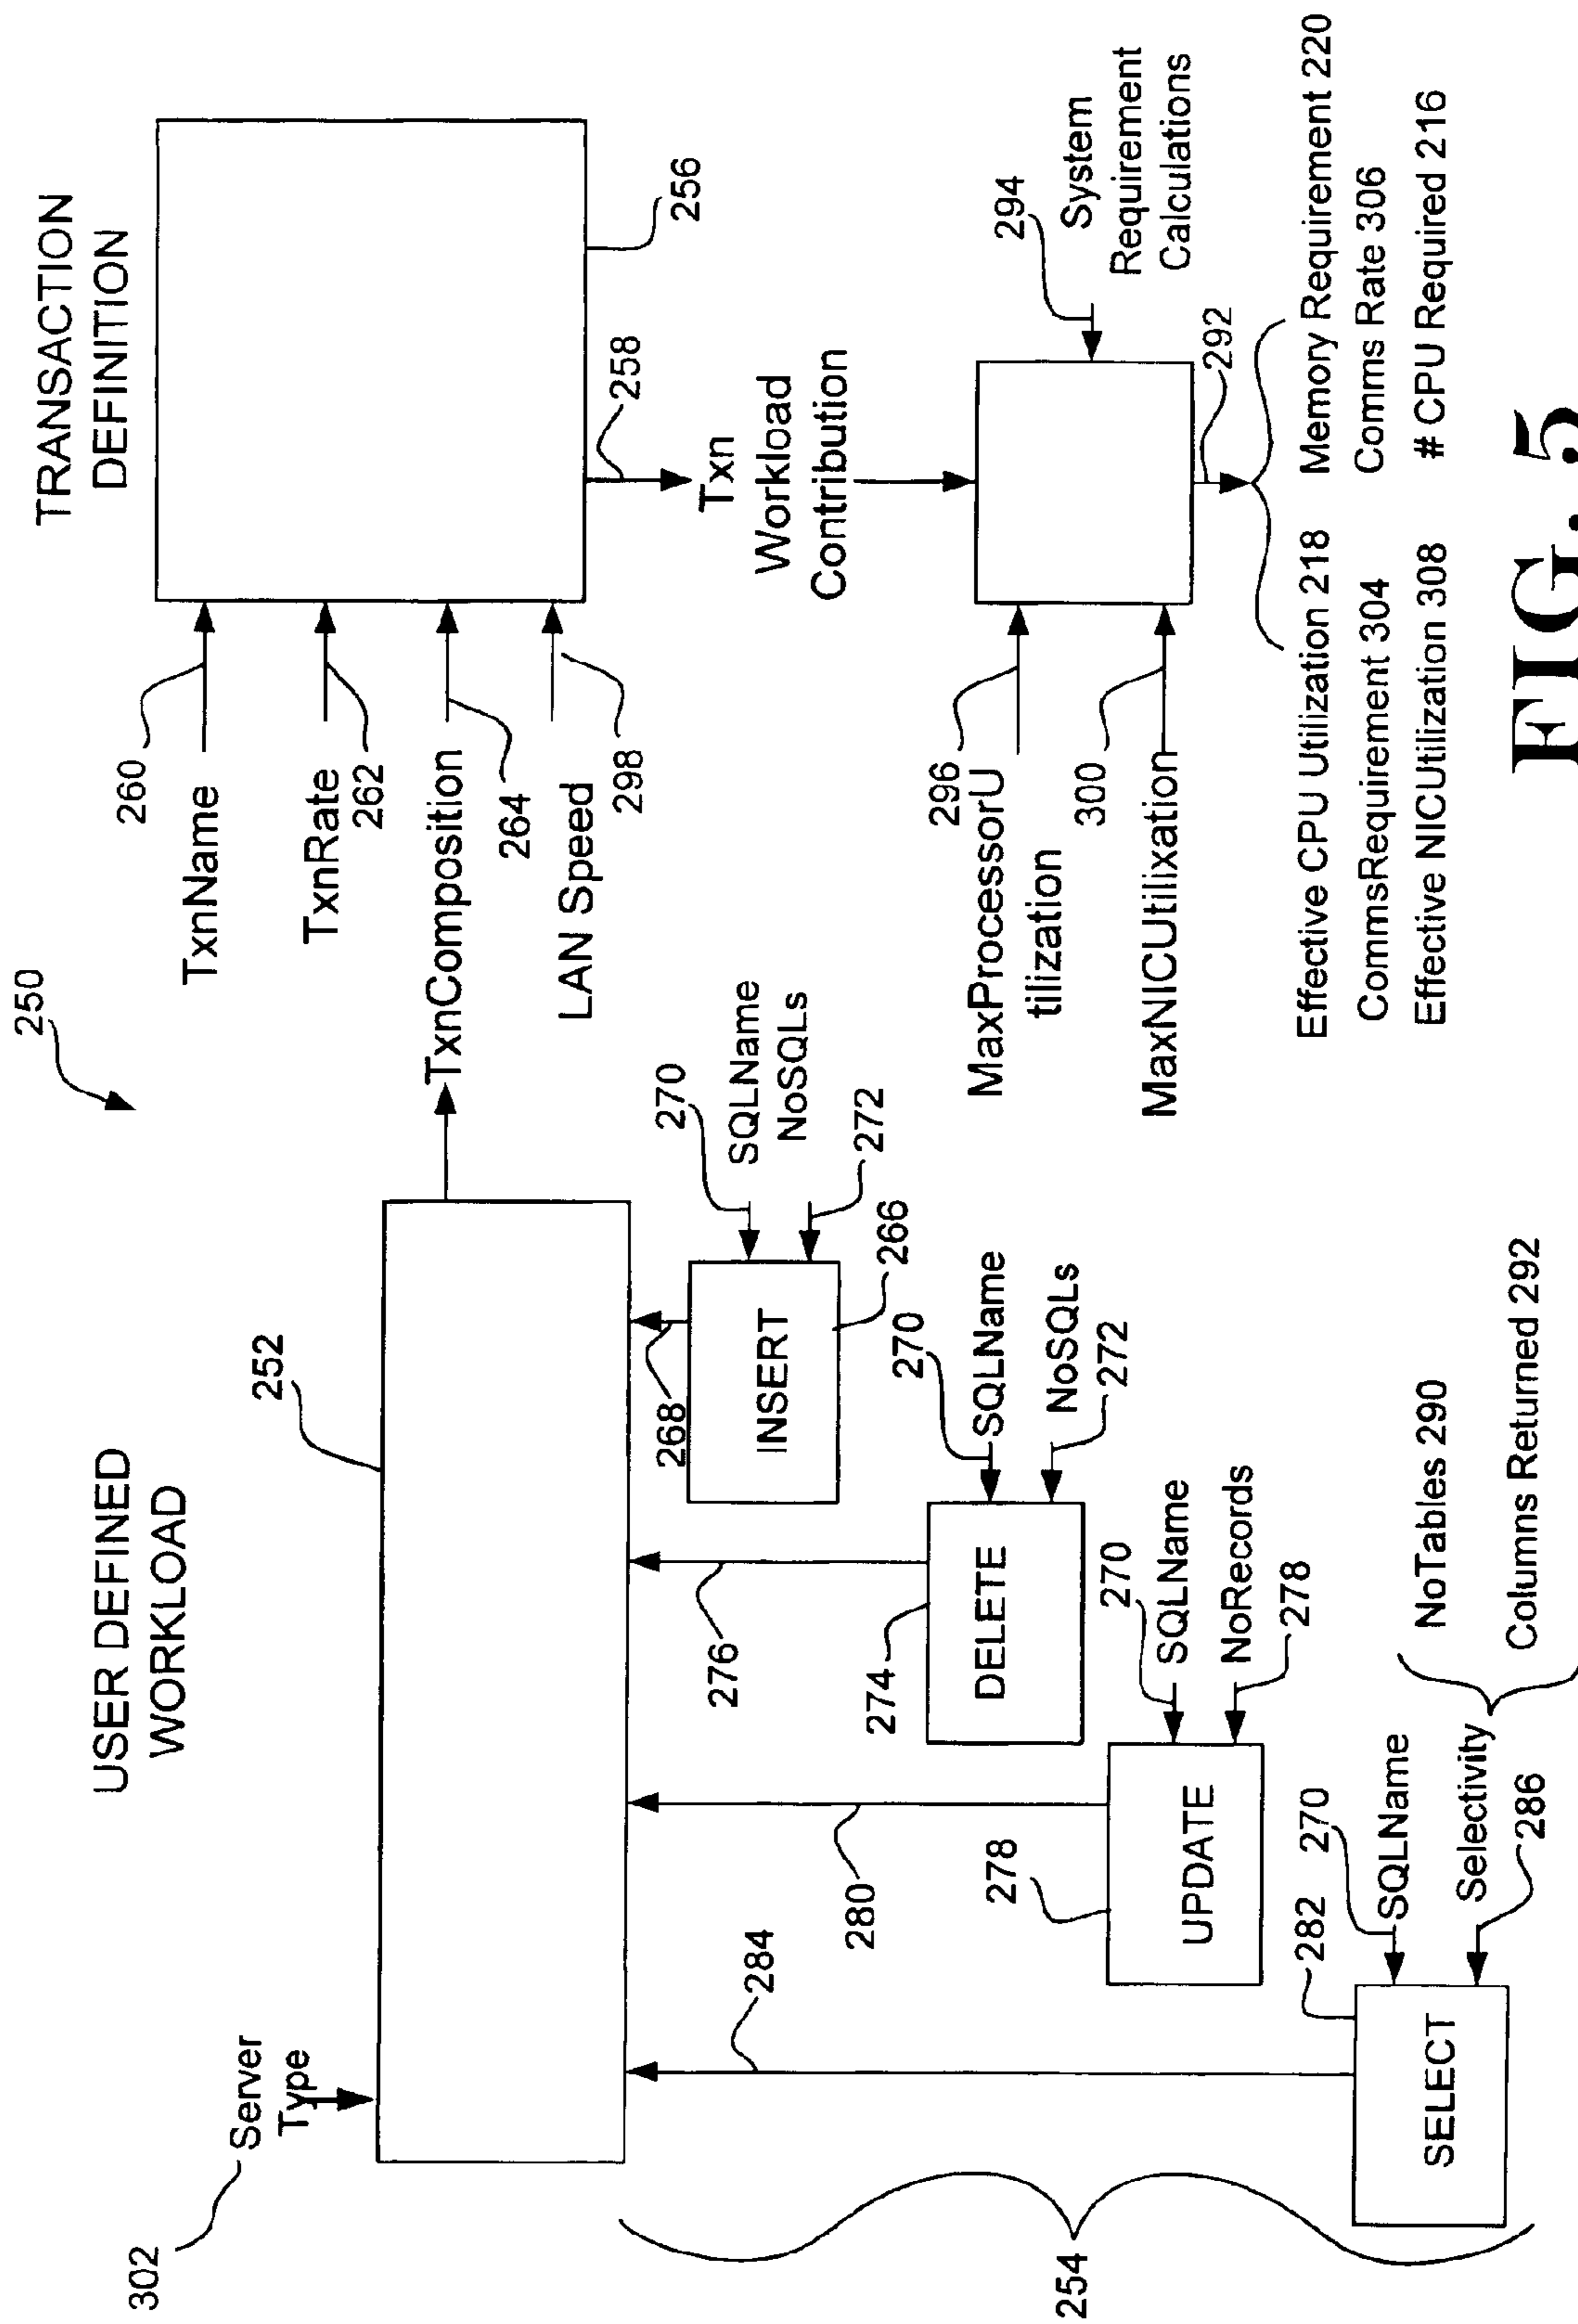 250
USER DEFINED
WORKLOAD
TRANSACTION
DEFINITION
302
Server
Type
252
TxnComposition
260
TxnName
TxnRate
262
264
LAN Speed
298
256
258
Txn
Workload
Contribution
254
284
280
276
268
INSERT
266
270
SQLName
NoSQLs
272
274
DELETE
270
SQLName
NoSQLs
272
278
UPDATE
270
SQLName
NoRecords
278
282
SELECT
270
SQLName
Selectivity
286
NoTables 290
Columns Returned 292
296
MaxProcessorU
tilization
300
MaxNICUtilixation
294
System
Requirement
Calculations
292
Effective CPU Utilization 218
Memory Requirement 220
CommsRequirement 304
Comms Rate 306
Effective NICUtilization 308
# CPU Required 216
FIG. 5